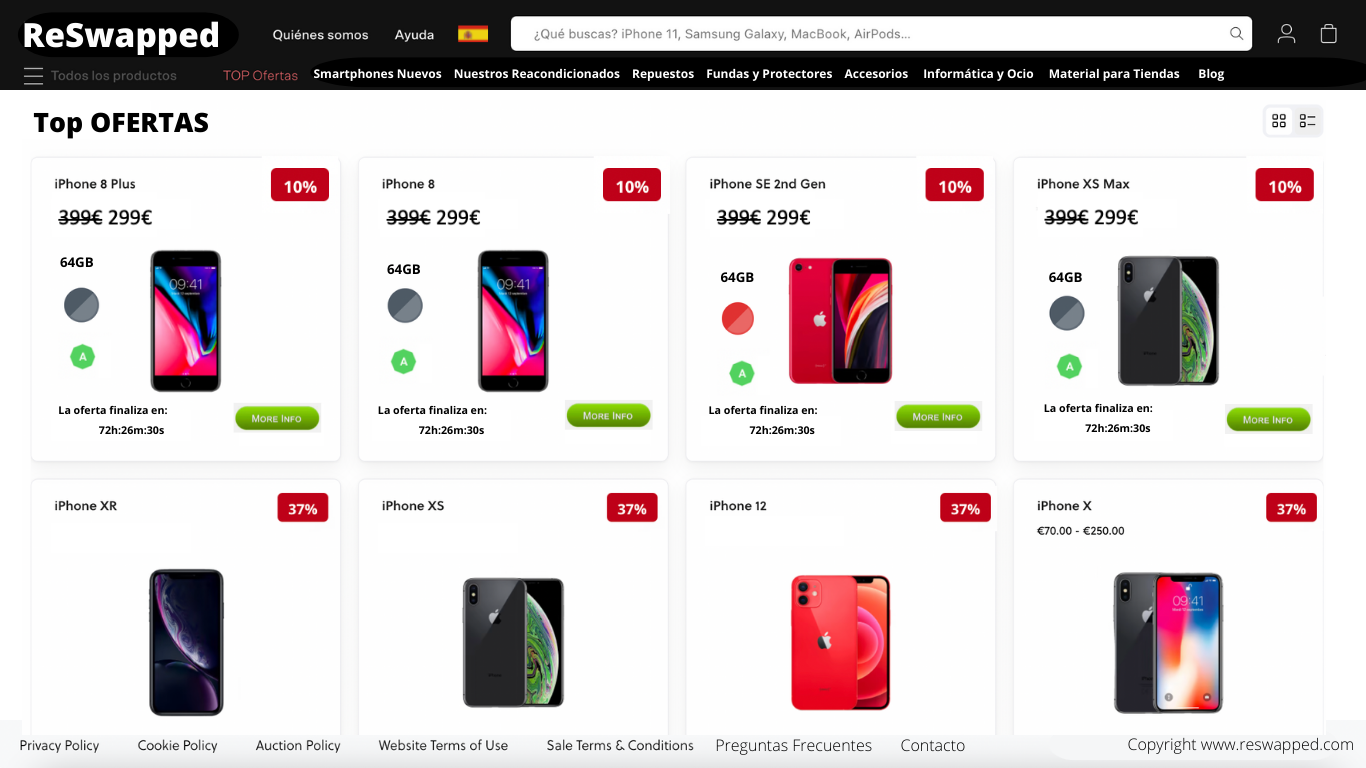 ReSwapped
Quiénes somos
Ayuda
¿Qué buscas? iPhone 11, Samsung Galaxy, MacBook, AirPods...
Todos los productos
TOP Ofertas
Smartphones Nuevos
Nuestros Reacondicionados
Repuestos
Fundas y Protectores
Accesorios
Informática y Ocio
Material para Tiendas
Blog
Top OFERTAS
iPhone 8 Plus
10%
399€ 299€
64GB
09:41
A
La oferta finaliza en:
72h:26m:30s
More Info
iPhone 8
10%
399€ 299€
64GB
09:41
A
La oferta finaliza en:
72h:26m:30s
More Info
iPhone SE 2nd Gen
10%
399€ 299€
64GB
A
La oferta finaliza en:
72h:26m:30s
More Info
iPhone XS Max
10%
399€ 299€
64GB
A
La oferta finaliza en:
72h:26m:30s
More Info
iPhone XR
37%
iPhone XS
37%
iPhone 12
37%
iPhone X
37%
€70.00 - €250.00
09:41
Privacy Policy
Cookie Policy
Auction Policy
Website Terms of Use
Sale Terms & Conditions
Preguntas Frecuentes
Contacto
Copyright www.reswapped.com